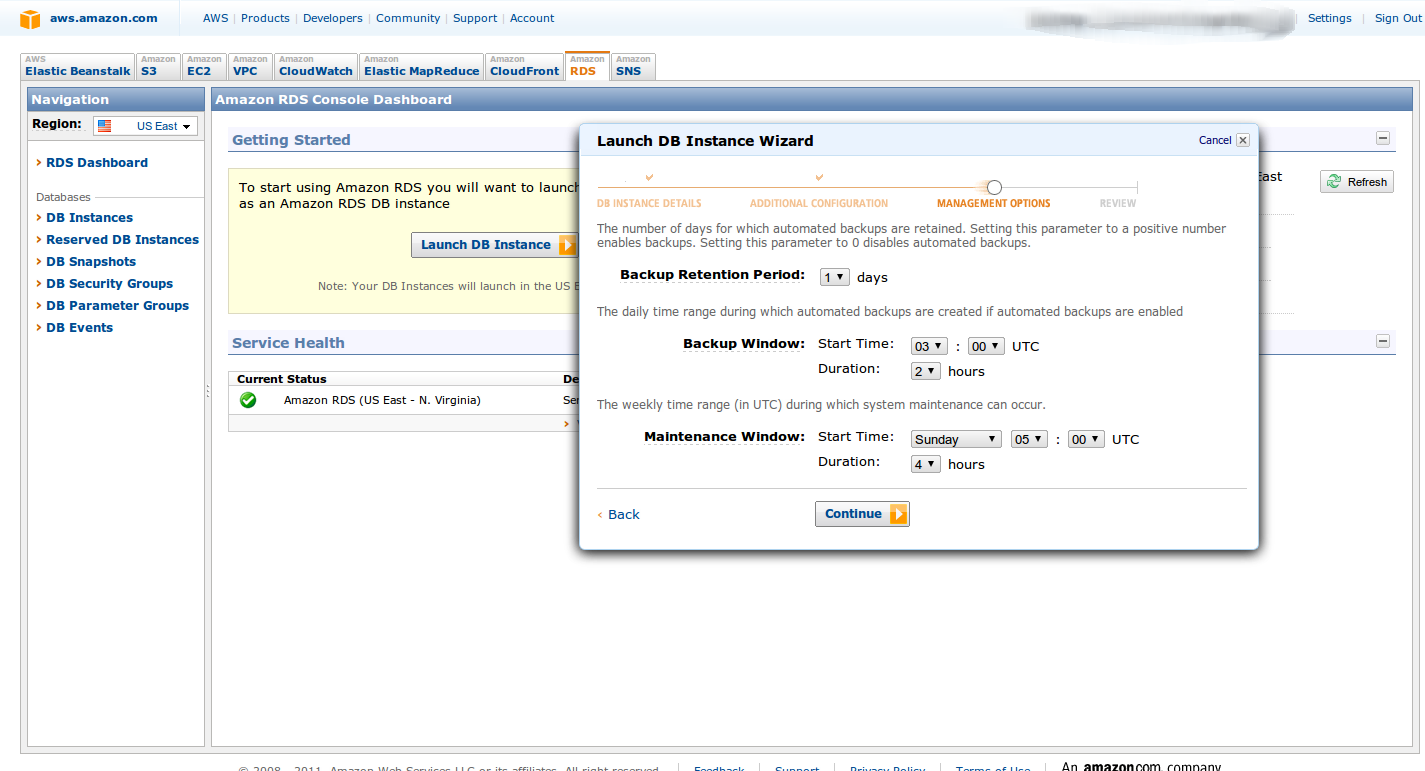 aws.amazon.com
AWS | Products | Developers | Community | Support | Account
Settings | Sign Out
AWS Elastic Beanstalk
Amazon S3
Amazon EC2
Amazon VPC
Amazon CloudWatch
Amazon Elastic MapReduce
Amazon CloudFront
Amazon RDS
Amazon SNS
Navigation
Region: US East
RDS Dashboard
Databases
DB Instances
Reserved DB Instances
DB Snapshots
DB Security Groups
DB Parameter Groups
DB Events
Amazon RDS Console Dashboard
Getting Started
To start using Amazon RDS you will want to launch
as an Amazon RDS DB instance
Launch DB Instance
Note: Your DB Instances will launch in the US
East
Refresh
Service Health
Current Status
Amazon RDS (US East - N. Virginia)
Launch DB Instance Wizard
Cancel
DB INSTANCE DETAILS ADDITIONAL CONFIGURATION MANAGEMENT OPTIONS REVIEW
The number of days for which automated backups are retained. Setting this parameter to a positive number
enables backups. Setting this parameter to 0 disables automated backups.
Backup Retention Period: 1 days
The daily time range during which automated backups are created if automated backups are enabled
Backup Window: Start Time: 03 : 00 UTC
Duration: 2 hours
The weekly time range (in UTC) during which system maintenance can occur.
Maintenance Window: Start Time: Sunday 05 : 00 UTC
Duration: 4 hours
‹ Back
Continue
© 2008 - 2011, Amazon Web Services LLC or its affiliates. All right reserved. | Feedback | Support | Privacy Policy | Terms of Use | An amazon.com. company